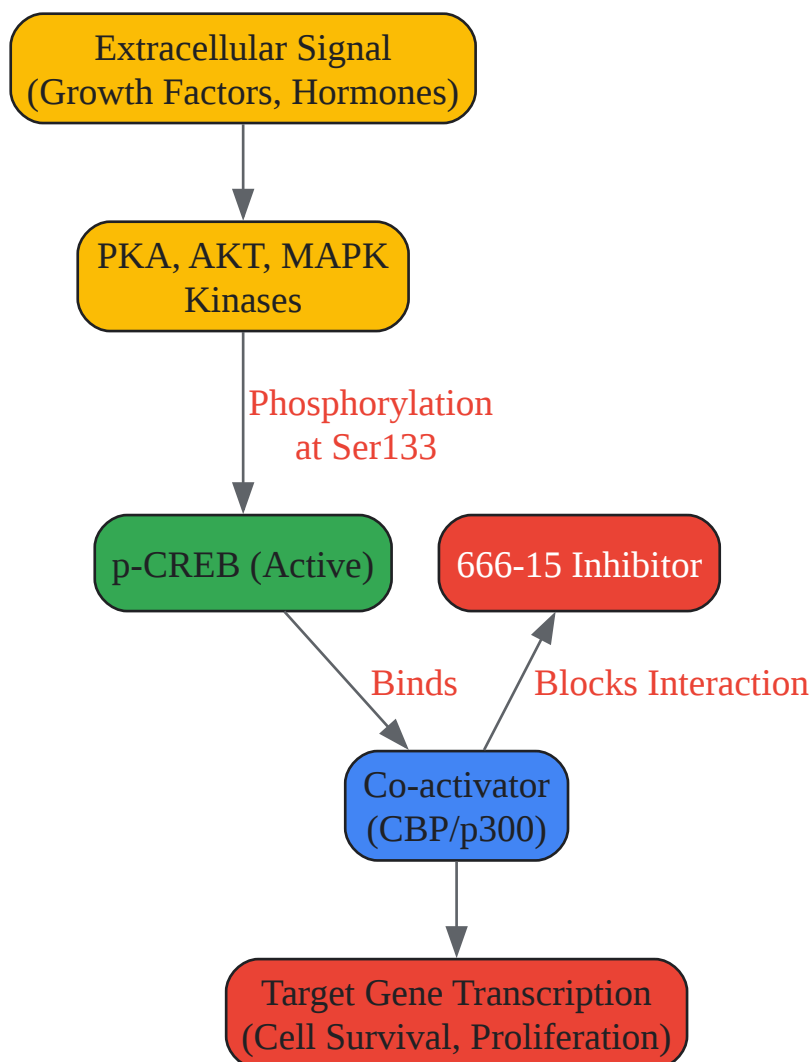 Extracellular Signal
(Growth Factors, Hormones)
PKA, AKT, MAPK
Kinases
Phosphorylation
at Ser133
p-CREB (Active)
666-15 Inhibitor
Binds
Blocks Interaction
Co-activator
(CBP/p300)
Target Gene Transcription
(Cell Survival, Proliferation)